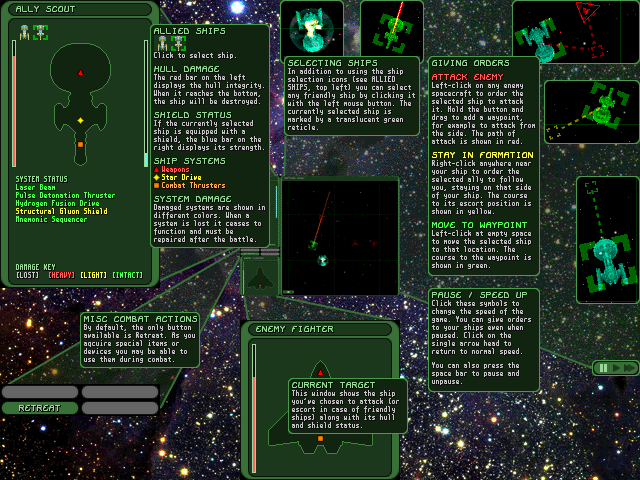 ALLY SCOUT
SYSTEM STATUS
Laser Beam
Pulse Detonation Thruster
Hydrogen Fusion Drive
Structural Gluon Shield
Mnemonic Sequencer
DAMAGE KEY
[LOST] [HEAVY] [LIGHT] [INTACT]
ALLIED SHIPS
Click to select ship.
HULL DAMAGE
The red bar on the left
displays the hull integrity.
When it reaches the bottom,
the ship will be destroyed.
SHIELD STATUS
If the currently selected
ship is equipped with a
shield, the blue bar on the
right displays its strength.
SHIP SYSTEMS
Weapons
Star Drive
Combat Thrusters
SYSTEM DAMAGE
Damaged systems are shown in
different colors. When a
system is lost it ceases to
function and must be
repaired after the battle.
SELECTING SHIPS
In addition to using the ship
selection icons (see ALLIED
SHIPS, top left) you can select
any friendly ship by clicking it
with the left mouse button. The
currently selected ship is
marked by a translucent green
reticle.
GIVING ORDERS
ATTACK ENEMY
Left-click on any enemy
spacecraft to order the
selected ship to attack
it. Hold the button and
drag to add a waypoint,
for example to attack from
the side. The path of
attack is shown in red.
STAY IN FORMATION
Right-click anywhere near
your ship to order the
selected ally to follow
you, staying on that side
of your ship. The course
to its escort position is
shown in yellow.
MOVE TO WAYPOINT
Left-click at empty space
to move the selected ship
to that location. The
course to the waypoint is
shown in green.
PAUSE / SPEED UP
Click these symbols to
change the speed of the
game. You can give orders
to your ships even when
paused. Click on the
single arrow head to
return to normal speed.
You can also press the
space bar to pause and
unpause.
MISC COMBAT ACTIONS
By default, the only button
available is Retreat. As you
aqcuire special items or
devices you may be able to
use them during combat.
RETREAT
ENEMY FIGHTER
CURRENT TARGET
This window shows the ship
you've chosen to attack (or
escort in case of friendly
ships) along with its hull
and shield status.